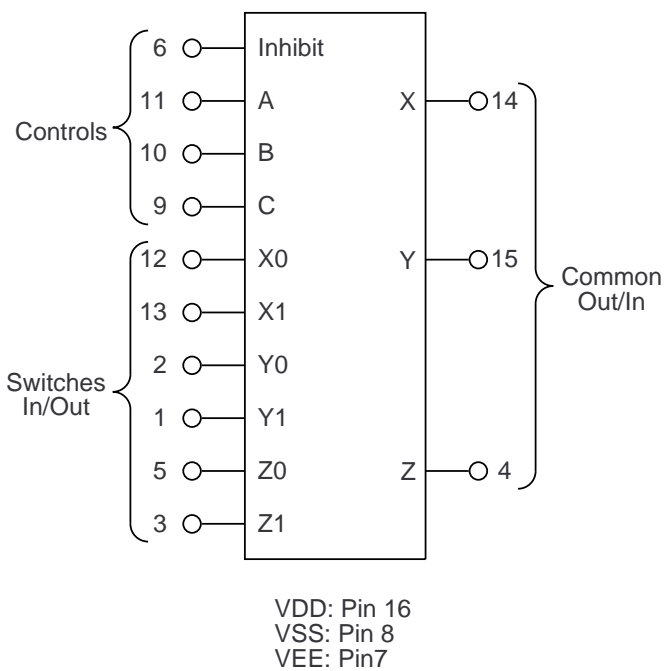 6 Inhibit
11 A X 14
Controls
10 B
9 C
12 X0 Y 15
Common
Out/In
13 X1
2 Y0
Switches
In/Out
1 Y1
5 Z0 Z 4
3 Z1
VDD: Pin 16
VSS: Pin 8
VEE: Pin7